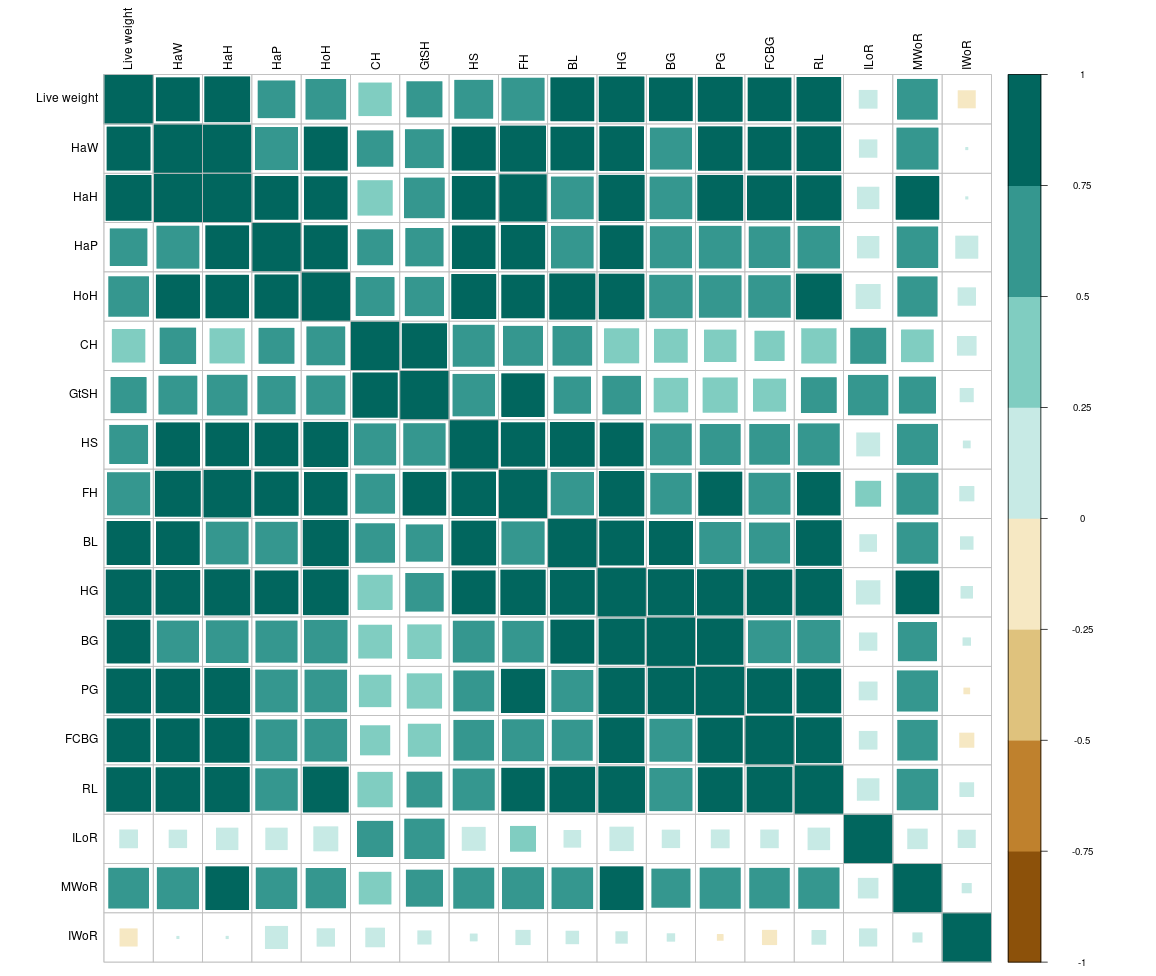 Live weight HaW HaH HaP HoH CH GtSH HS FH BL HG BG PG FCBG RL ILoR MWoR IWoR
Live weight
HaW
HaH
HaP
HoH
CH
GtSH
HS
FH
BL
HG
BG
PG
FCBG
RL
ILoR
MWoR
IWoR
1
0.75
0.5
0.25
0
-0.25
-0.5
-0.75
-1